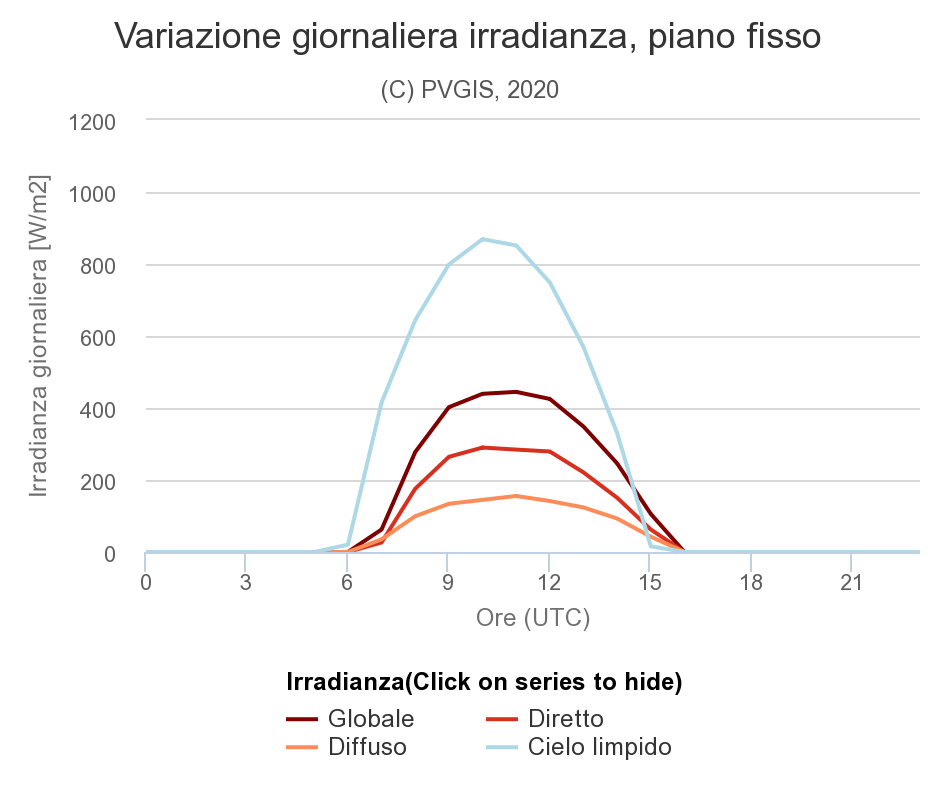 Variazione giornaliera irradianza, piano fisso
(C) PVGIS, 2020
Irradianza giornaliera [W/m2]
1200
1000
800
600
400
200
0
0 3 6 9 12 15 18 21
Ore (UTC)
Irradianza(Click on series to hide)
Globale Diretto
Diffuso Cielo limpido